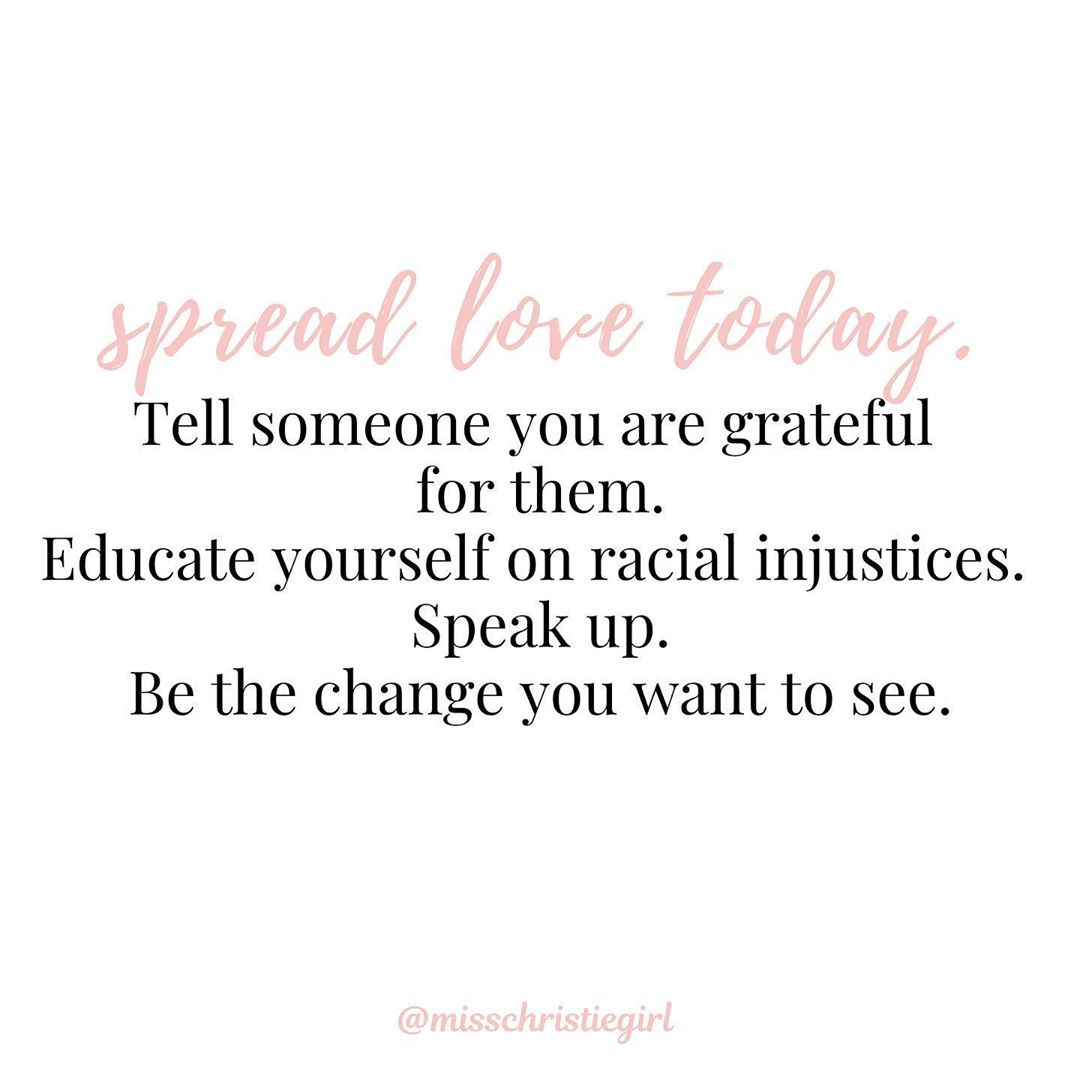 spread love today.
Tell someone you are grateful
for them.
Educate yourself on racial injustices.
Speak up.
Be the change you want to see.
@misschristiegirl